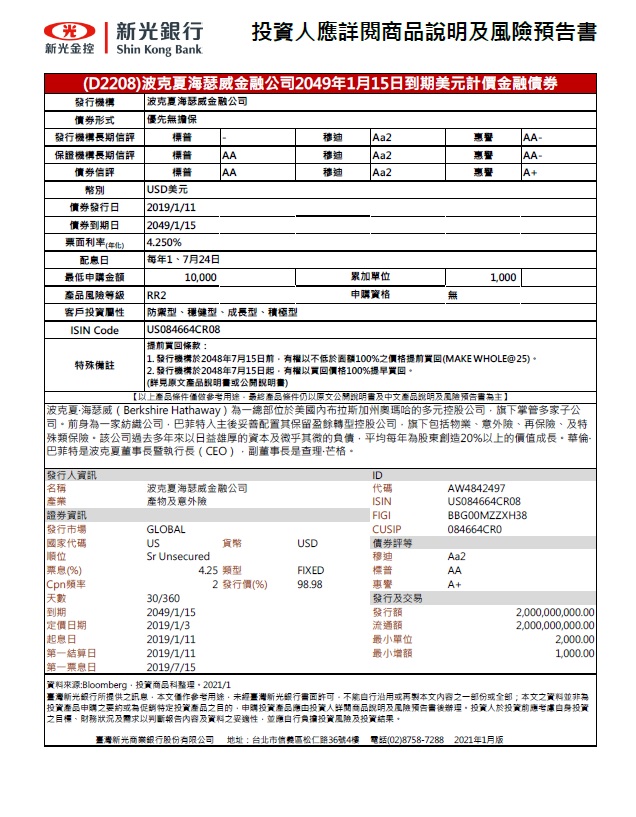 新光金控 新光銀行 Shin Kong Bank
投資人應詳閱商品說明及風險預告書
(D2208)波克夏海瑟威金融公司2049年1月15日到期美元計價金融債券
發行機構 波克夏海瑟威金融公司
債券形式 優先無擔保
發行機構長期信評 標普 - 穆迪 Aa2 惠譽 AA-
保證機構長期信評 標普 AA 穆迪 Aa2 惠譽 AA-
債券信評 標普 AA 穆迪 Aa2 惠譽 A+
幣別 USD美元
債券發行日 2019/1/11
債券到期日 2049/1/15
票面利率(年化) 4.250%
配息日 每年1、7月24日
最低申購金額 10,000 累加單位 1,000
產品風險等級 RR2 申購資格 無
客戶投資屬性 防禦型、穩健型、成長型、積極型
ISIN Code US084664CR08
特殊備註
提前買回條款：
1. 發行機構於2048年7月15日前，有權以不低於面額100%之價格提前買回(MAKE WHOLE@25)。
2. 發行機構於2048年7月15日起，有權以買回價格100%提早買回。
(詳見原文產品說明書或公開說明書)
【以上產品條件僅做參考用途，最終產品條件仍以原文公開說明書及中文產品說明及風險預告書為主】
波克夏·海瑟威（Berkshire Hathaway）為一總部位於美國內布拉斯加州奧瑪哈的多元控股公司，旗下掌管多家子公
司。前身為一家紡織公司，巴菲特入主後妥善配置其保留盈餘轉型控股公司，旗下包括物業、意外險、再保險、及特
殊類保險。該公司過去多年來以日益雄厚的資本及微乎其微的負債，平均每年為股東創造20%以上的價值成長。華倫·
巴菲特是波克夏董事長暨執行長（CEO），副董事長是查理·芒格。
發行人資訊 ID
名稱 波克夏海瑟威金融公司 代碼 AW4842497
產業 產物及意外險 ISIN US084664CR08
證券資訊 FIGI BBG00MZZXH38
發行市場 GLOBAL CUSIP 084664CR0
國家代碼 US 貨幣 USD 債券評等
順位 Sr Unsecured 穆迪 Aa2
票息(%) 4.25 類型 FIXED 標普 AA
Cpn頻率 2 發行價(%) 98.98 惠譽 A+
天數 30/360 發行及交易
到期 2049/1/15 發行額 2,000,000,000.00
定價日期 2019/1/3 流通額 2,000,000,000.00
起息日 2019/1/11 最小單位 2,000.00
第一結算日 2019/1/11 最小增額 1,000.00
第一票息日 2019/7/15
資料來源:Bloomberg，投資商品科整理。2021/1
臺灣新光銀行所提供之訊息，本文僅作參考用途，未經臺灣新光銀行書面許可，不能自行沿用或再製本文內容之一部份或全部；本文之資料並非為
投資產品申購之要約或為促銷特定投資產品之目的，申購投資產品應由投資人詳閱商品說明及風險預告書後辦理。投資人於投資前應考慮自身投資
之目標、財務狀況及需求以判斷報告內容及資料之妥適性，並應自行負擔投資風險及投資結果。
臺灣新光商業銀行股份有限公司 地址：台北市信義區松仁路36號4樓 電話(02)8758-7288 2021年1月版